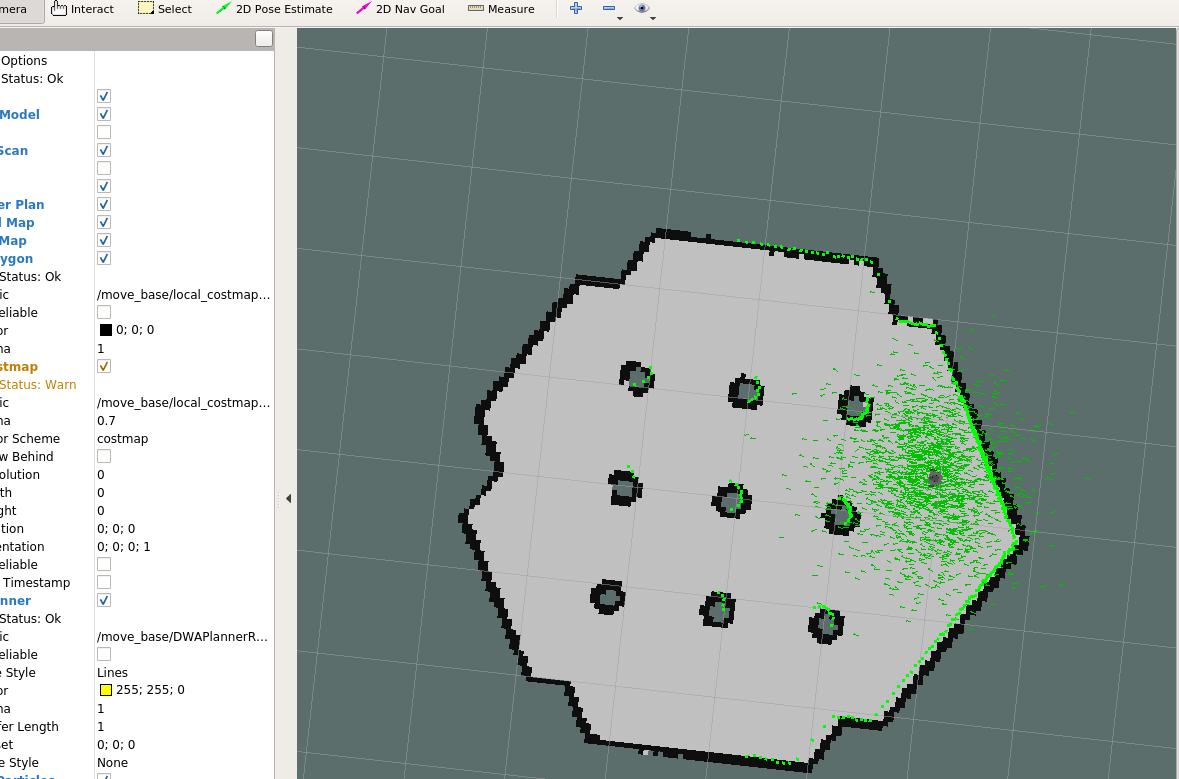 mera Interact Select 2D Pose Estimate 2D Nav Goal Measure
Options
Status: Ok
Model
Scan
er Plan
l Map
Map
ygon
Status: Ok
ic /move_base/local_costmap...
eliable
or 0; 0; 0
na 1
stmap
Status: Warn
ic /move_base/local_costmap...
na 0.7
or Scheme costmap
w Behind
olution 0
th 0
ght 0
tion 0; 0; 0
entation 0; 0; 0; 1
eliable
Timestamp
nner
Status: Ok
ic /move_base/DWAPlannerR...
eliable
e Style Lines
or 255; 255; 0
na 1
fer Length 1
set 0; 0; 0
e Style None
Particles